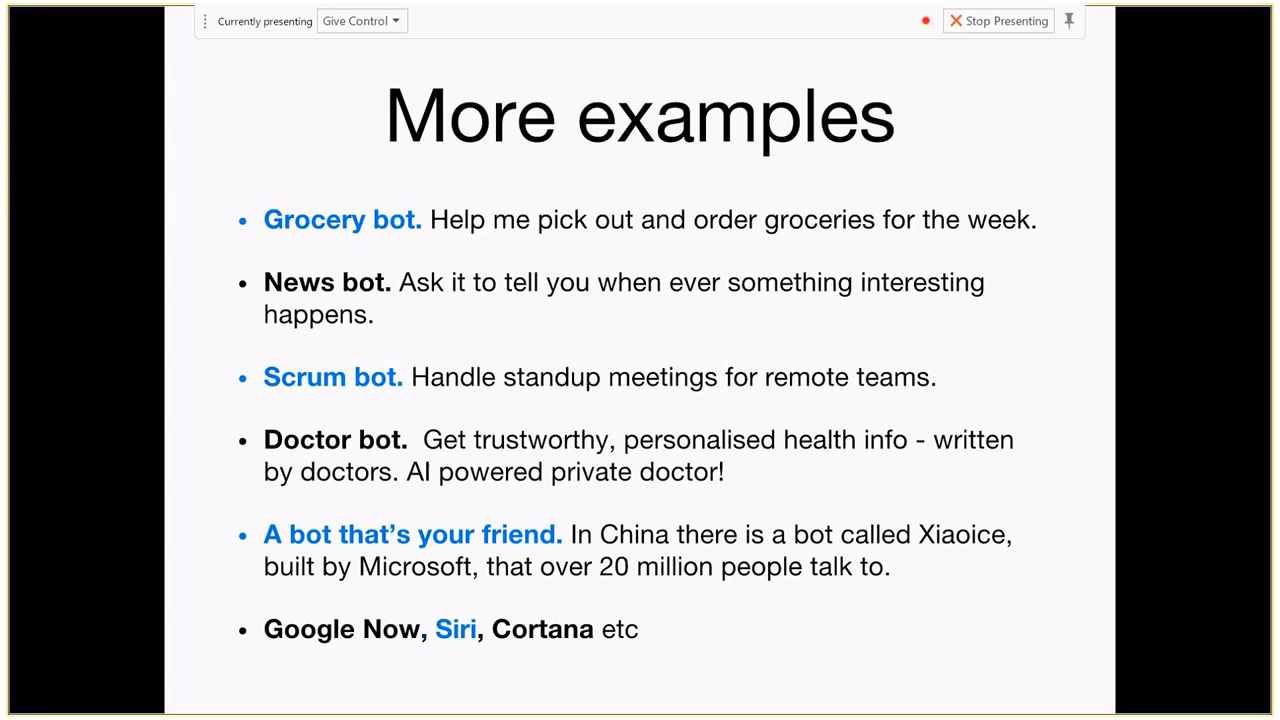 Currently presenting Give Control Stop Presenting
More examples
• Grocery bot. Help me pick out and order groceries for the week.
• News bot. Ask it to tell you when ever something interesting
happens.
• Scrum bot. Handle standup meetings for remote teams.
• Doctor bot. Get trustworthy, personalised health info - written
by doctors. AI powered private doctor!
• A bot that’s your friend. In China there is a bot called Xiaoice,
built by Microsoft, that over 20 million people talk to.
• Google Now, Siri, Cortana etc